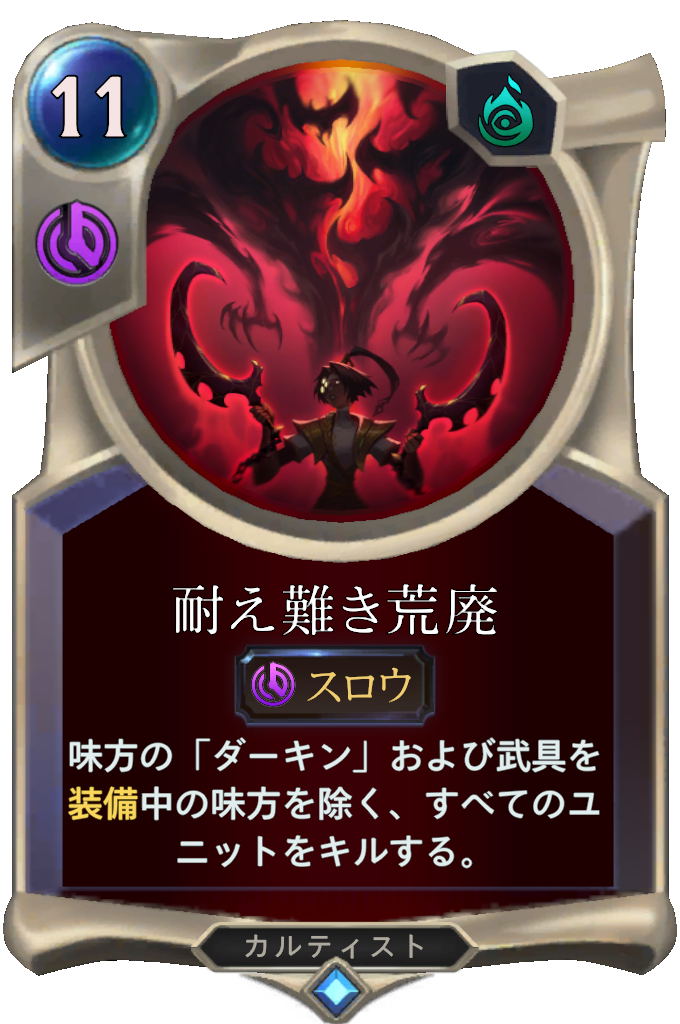 11
耐え難き荒廃
スロウ
味方の「ダーキン」および武具を
装備中の味方を除く、すべてのユ
ニットをキルする。
カルティスト